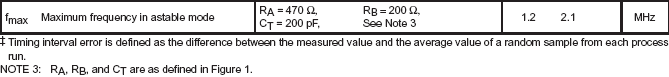 fmax Maximum frequency in astable mode RA = 470 Ω, RB = 200 Ω, 1.2 2.1 MHz
CT = 200 pF, See Note 3
‡ Timing interval error is defined as the difference between the measured value and the average value of a random sample from each process
run.
NOTE 3: RA, RB, and CT are as defined in Figure 1.